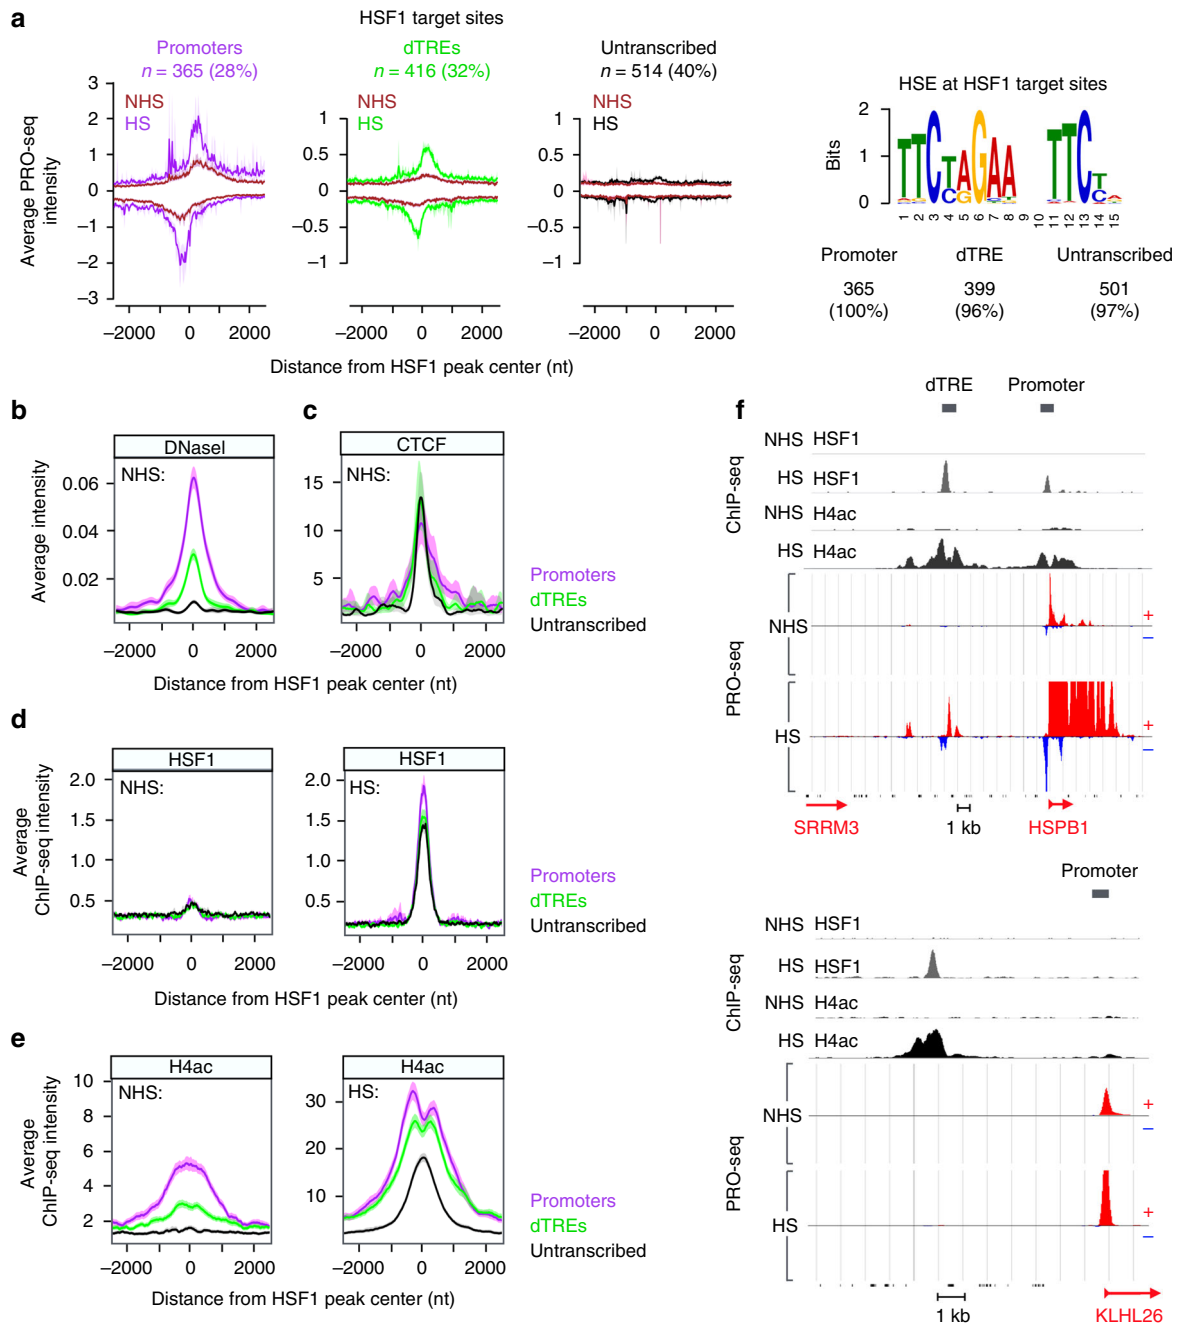 a
HSF1 target sites
Promoters
n = 365 (28%)
dTREs
n = 416 (32%)
Untranscribed
n = 514 (40%)
NHS
HS
NHS
HS
NHS
HS
Average PRO-seq intensity
3
2
1
0
−1
−2
−3
1
0.5
0
−0.5
−1
1
0.5
0
−0.5
−1
−2000 0 2000
−2000 0 2000
−2000 0 2000
Distance from HSF1 peak center (nt)
HSE at HSF1 target sites
Bits
2
1
0
TTCTAGAA TTCT
1 2 3 4 5 6 7 8 9 10 11 12 13 14 15
Promoter dTRE Untranscribed
365 399 501
(100%) (96%) (97%)
b
DNaseI
NHS:
Average intensity
0.06
0.04
0.02
−2000 0 2000
c
CTCF
NHS:
15
10
5
−2000 0 2000
Promoters
dTREs
Untranscribed
Distance from HSF1 peak center (nt)
d
HSF1
NHS:
Average
ChIP-seq intensity
2.0
1.5
1.0
0.5
−2000 0 2000
HSF1
HS:
2.0
1.5
1.0
0.5
−2000 0 2000
Promoters
dTREs
Untranscribed
Distance from HSF1 peak center (nt)
e
H4ac
NHS:
Average
ChIP-seq intensity
10
8
6
4
2
−2000 0 2000
H4ac
HS:
30
20
10
−2000 0 2000
Promoters
dTREs
Untranscribed
Distance from HSF1 peak center (nt)
f
dTRE Promoter
ChIP-seq
NHS HSF1
HS HSF1
NHS H4ac
HS H4ac
PRO-seq
NHS
+
−
HS
+
−
SRRM3
1 kb
HSPB1
Promoter
ChIP-seq
NHS HSF1
HS HSF1
NHS H4ac
HS H4ac
PRO-seq
NHS
+
−
HS
+
−
1 kb
KLHL26